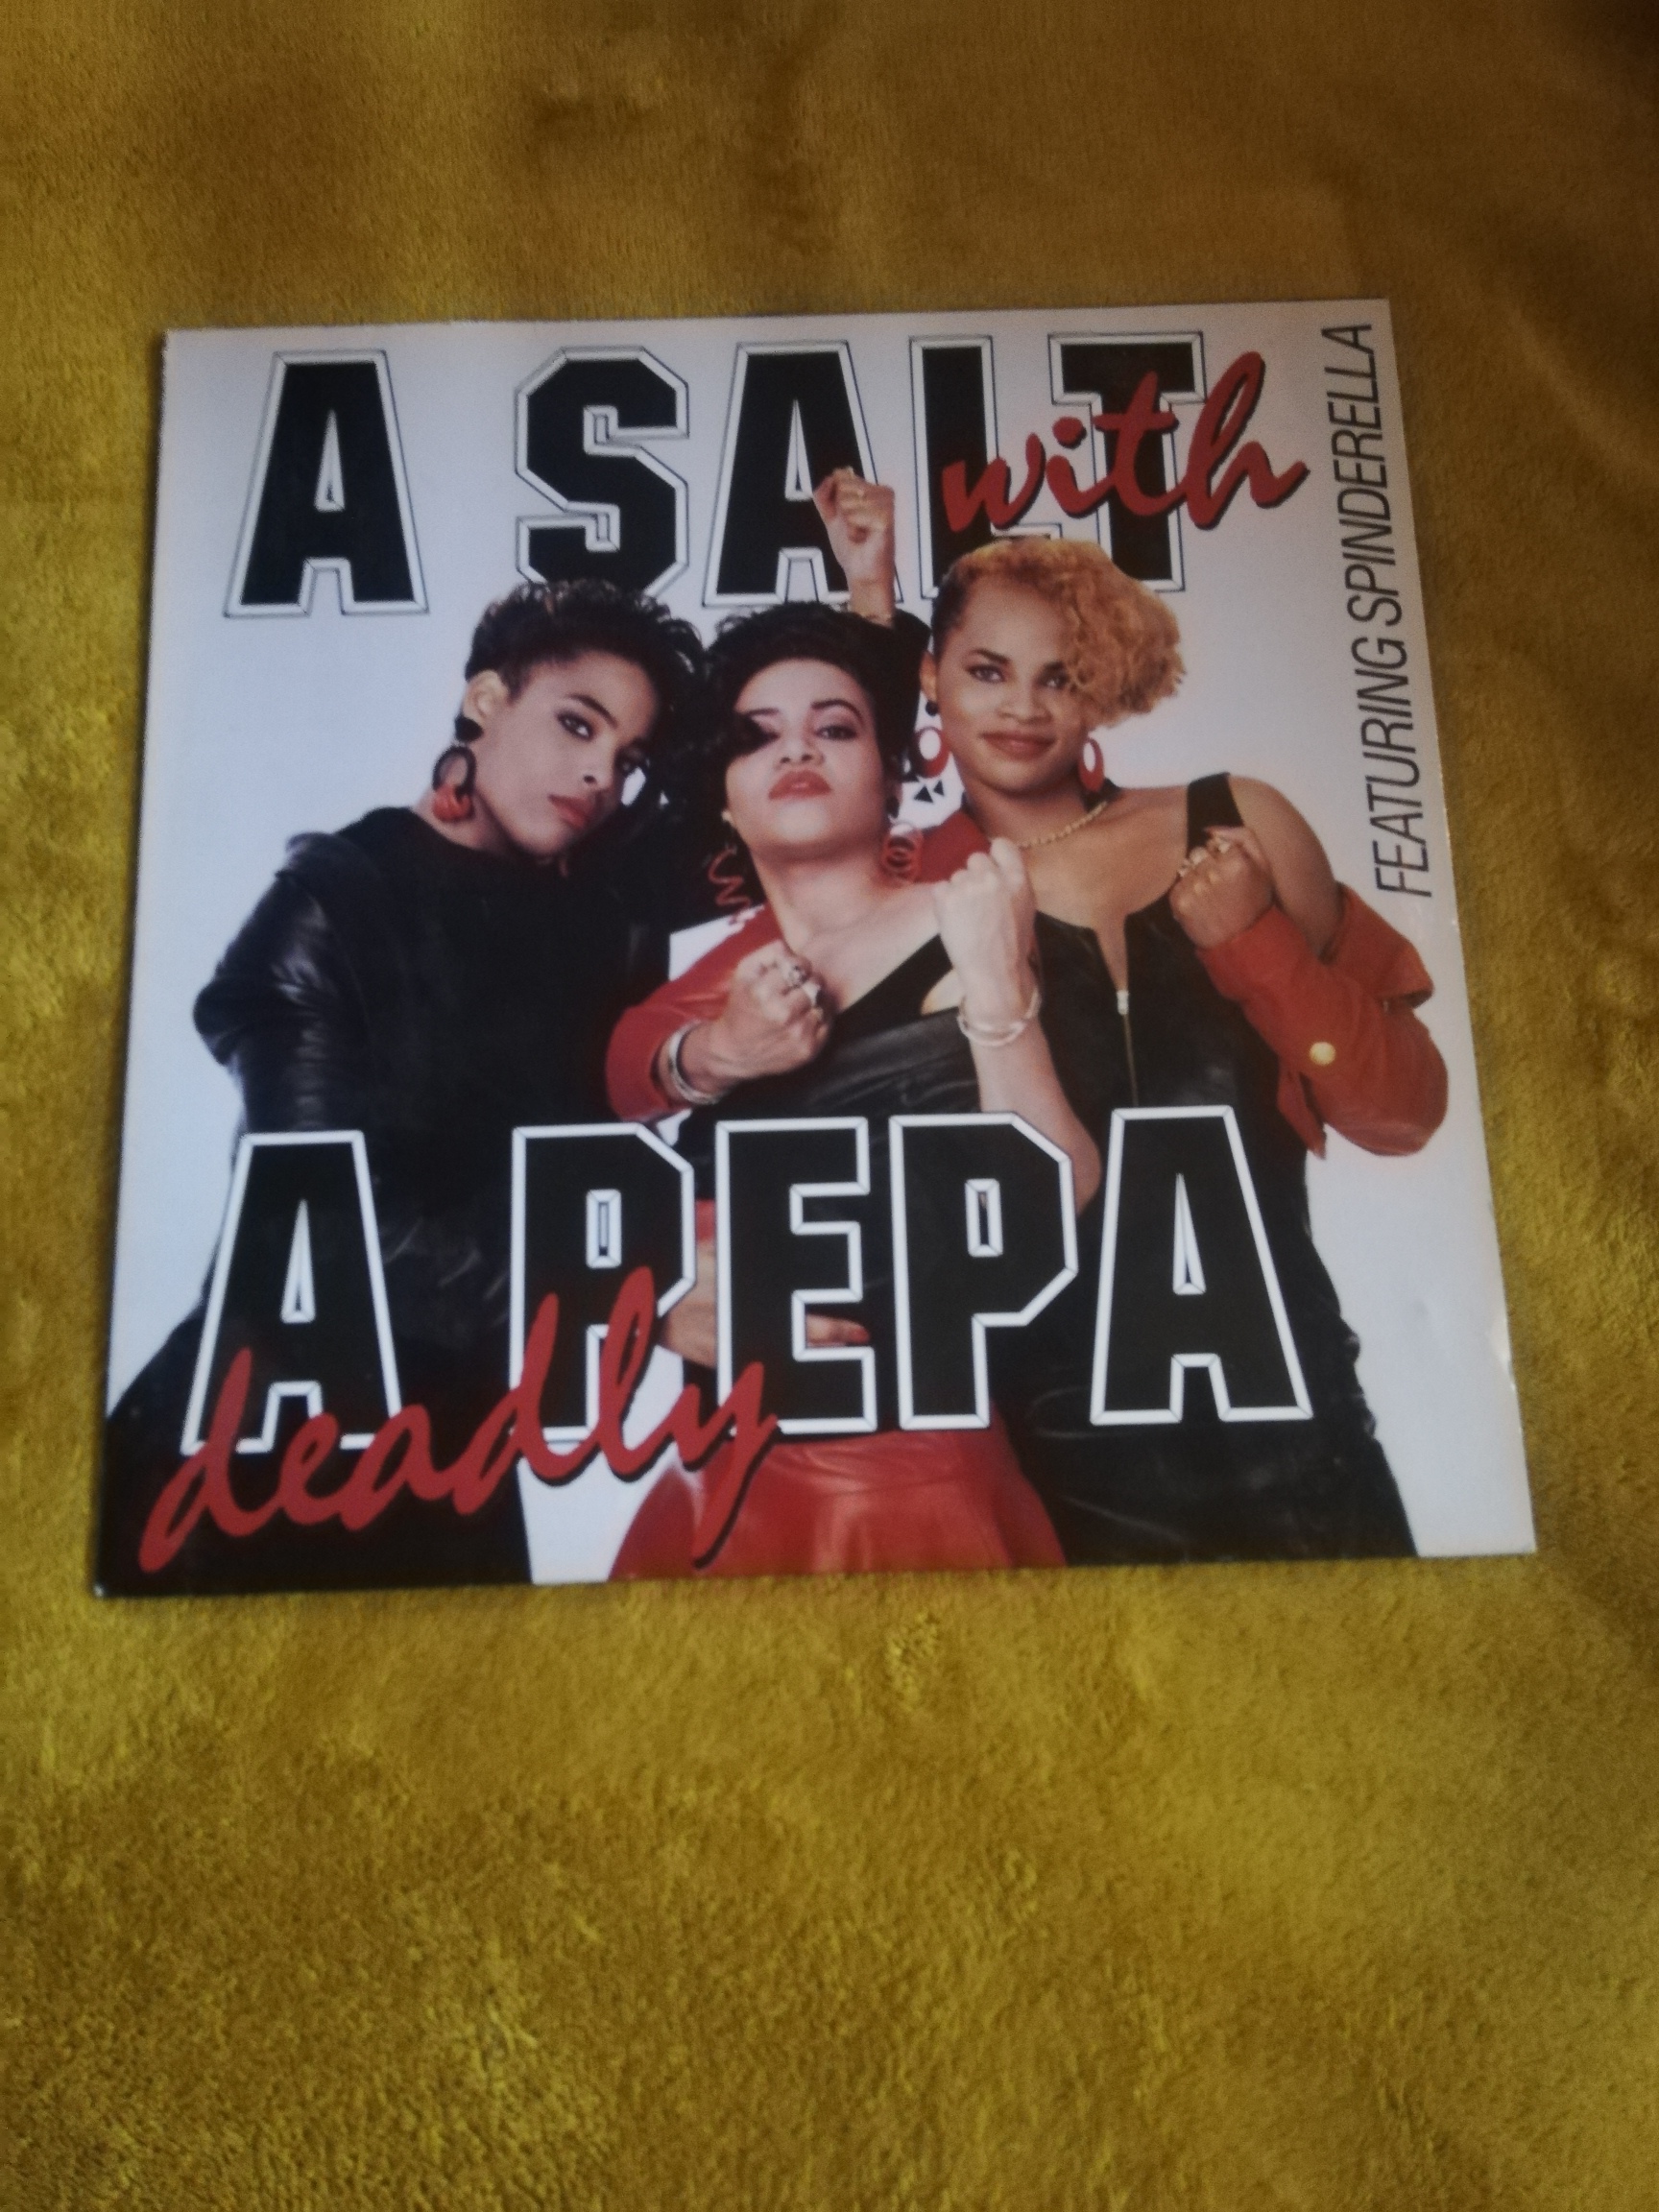 A SALT
with
FEATURING SPINDERELLA
A PEPA
deadly